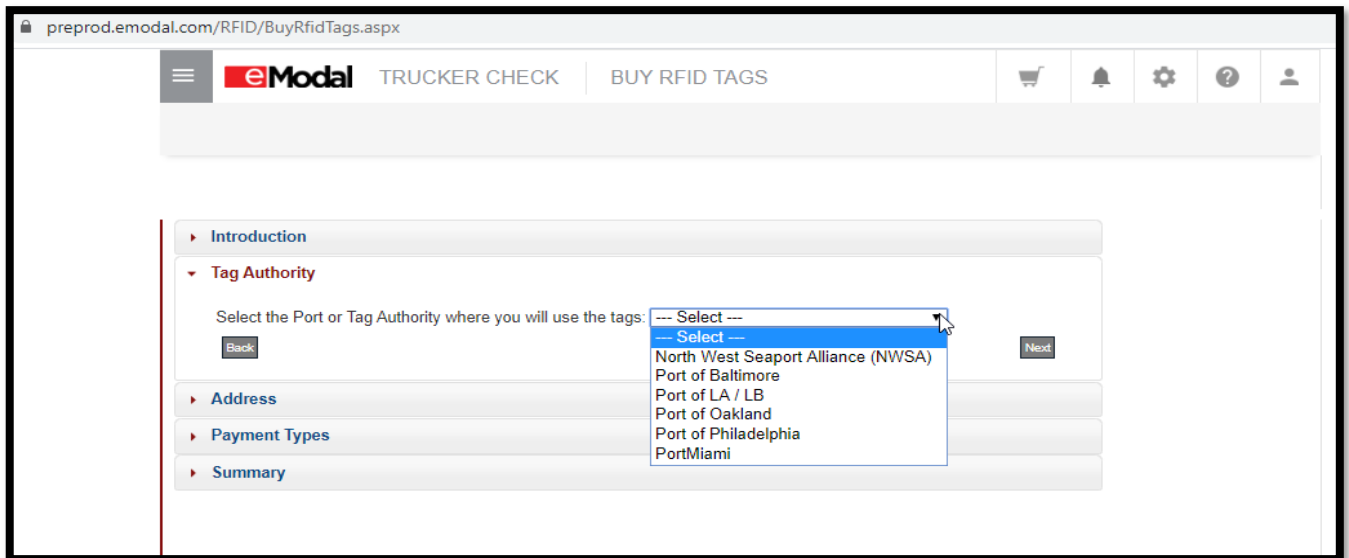 preprod.emodal.com/RFID/BuyRfidTags.aspx
eModal TRUCKER CHECK BUY RFID TAGS
Introduction
Tag Authority
Select the Port or Tag Authority where you will use the tags: --- Select ---
Back
Next
--- Select ---
North West Seaport Alliance (NWSA)
Port of Baltimore
Port of LA / LB
Port of Oakland
Port of Philadelphia
PortMiami
Address
Payment Types
Summary